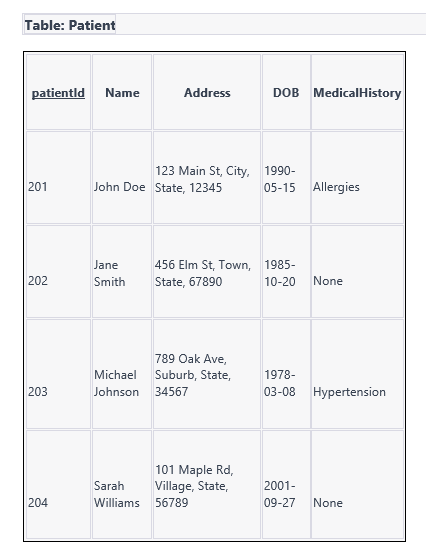 Table: Patient
patientId Name Address DOB MedicalHistory
201 John Doe 123 Main St, City, State, 12345 1990-05-15 Allergies
202 Jane Smith 456 Elm St, Town, State, 67890 1985-10-20 None
203 Michael Johnson 789 Oak Ave, Suburb, State, 34567 1978-03-08 Hypertension
204 Sarah Williams 101 Maple Rd, Village, State, 56789 2001-09-27 None